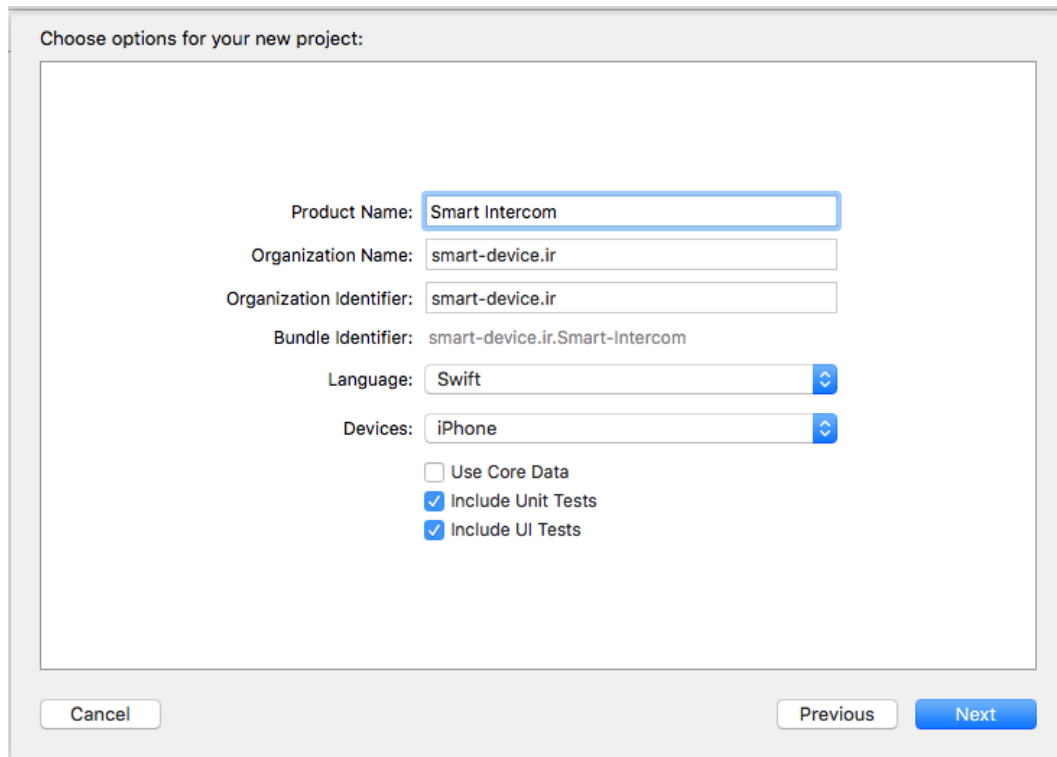 Choose options for your new project:
Product Name: Smart Intercom
Organization Name: smart-device.ir
Organization Identifier: smart-device.ir
Bundle Identifier: smart-device.ir.Smart-Intercom
Language: Swift
Devices: iPhone
Use Core Data
Include Unit Tests
Include UI Tests
Cancel Previous Next